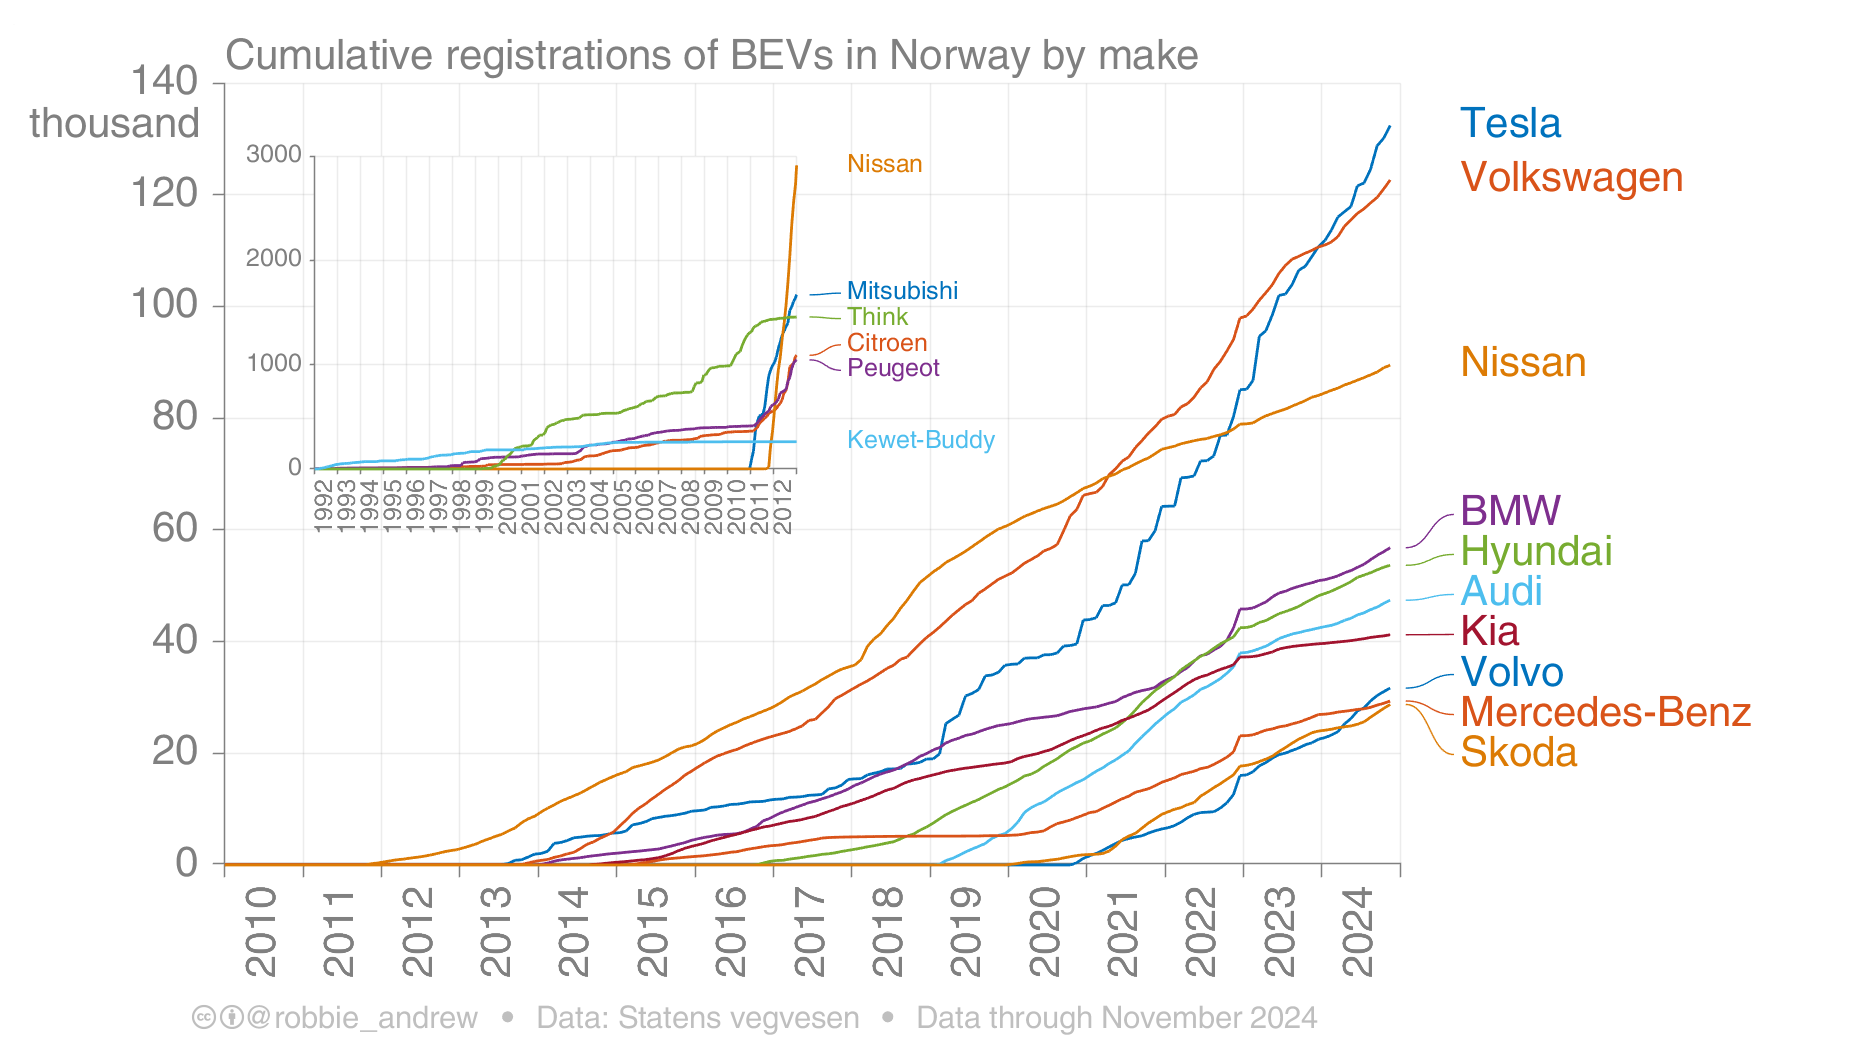 Cumulative registrations of BEVs in Norway by make
140
thousand
120
100
80
60
40
20
0
2010 2011 2012 2013 2014 2015 2016 2017 2018 2019 2020 2021 2022 2023 2024
3000
2000
1000
0
1992 1993 1994 1995 1996 1997 1998 1999 2000 2001 2002 2003 2004 2005 2006 2007 2008 2009 2010 2011 2012
Nissan
Mitsubishi
Think
Citroen
Peugeot
Kewet-Buddy
Tesla
Volkswagen
Nissan
BMW
Hyundai
Audi
Kia
Volvo
Mercedes-Benz
Skoda
cc @robbie_andrew • Data: Statens vegvesen • Data through November 2024